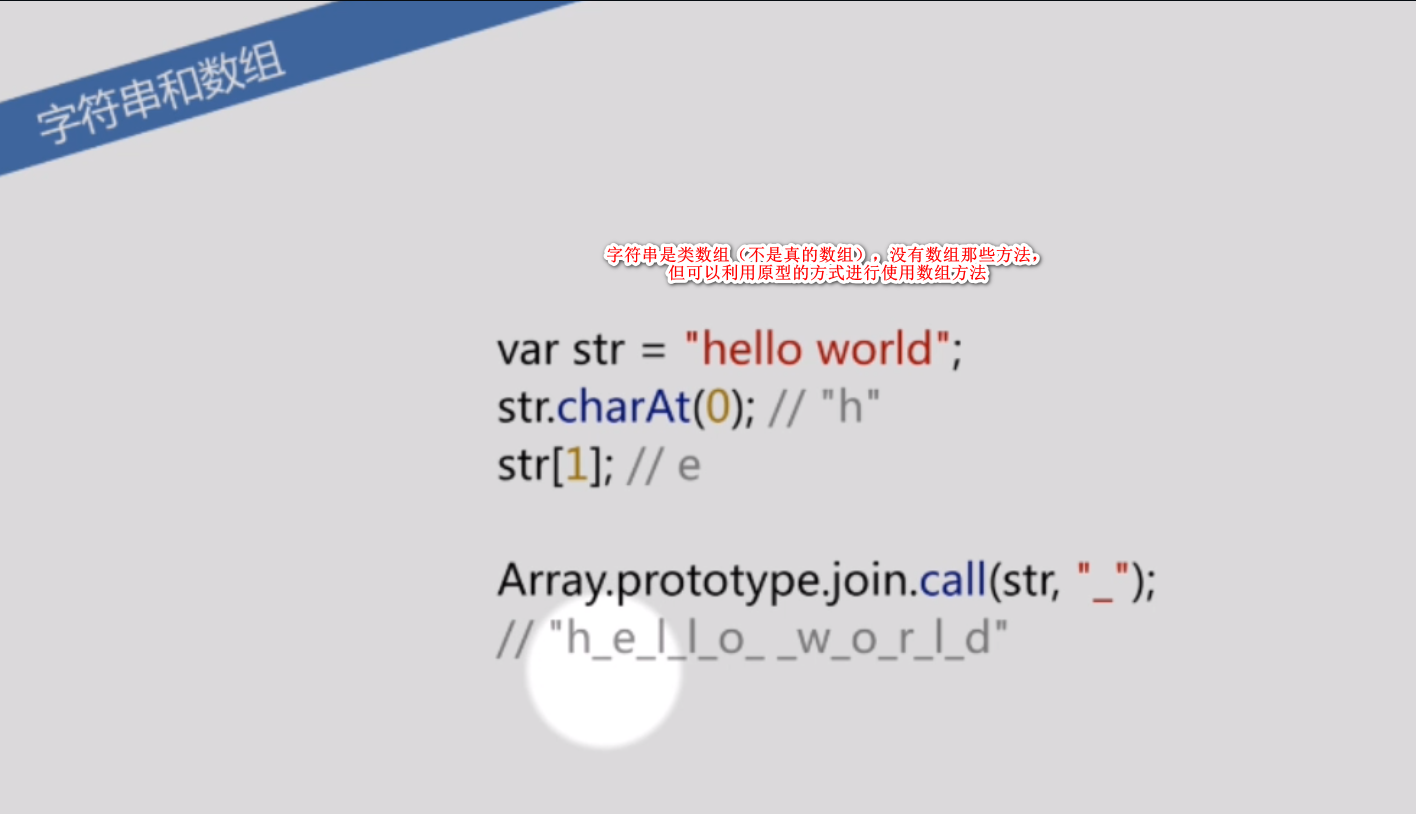 字符串和数组
字符串是类数组（不是真的数组），没有数组那些方法，
但可以利用原型的方式进行使用数组方法
var str = "hello world";
str.charAt(0); // "h"
str[1]; // e
Array.prototype.join.call(str, "_");
// "h_e_l_l_o_ _w_o_r_l_d"